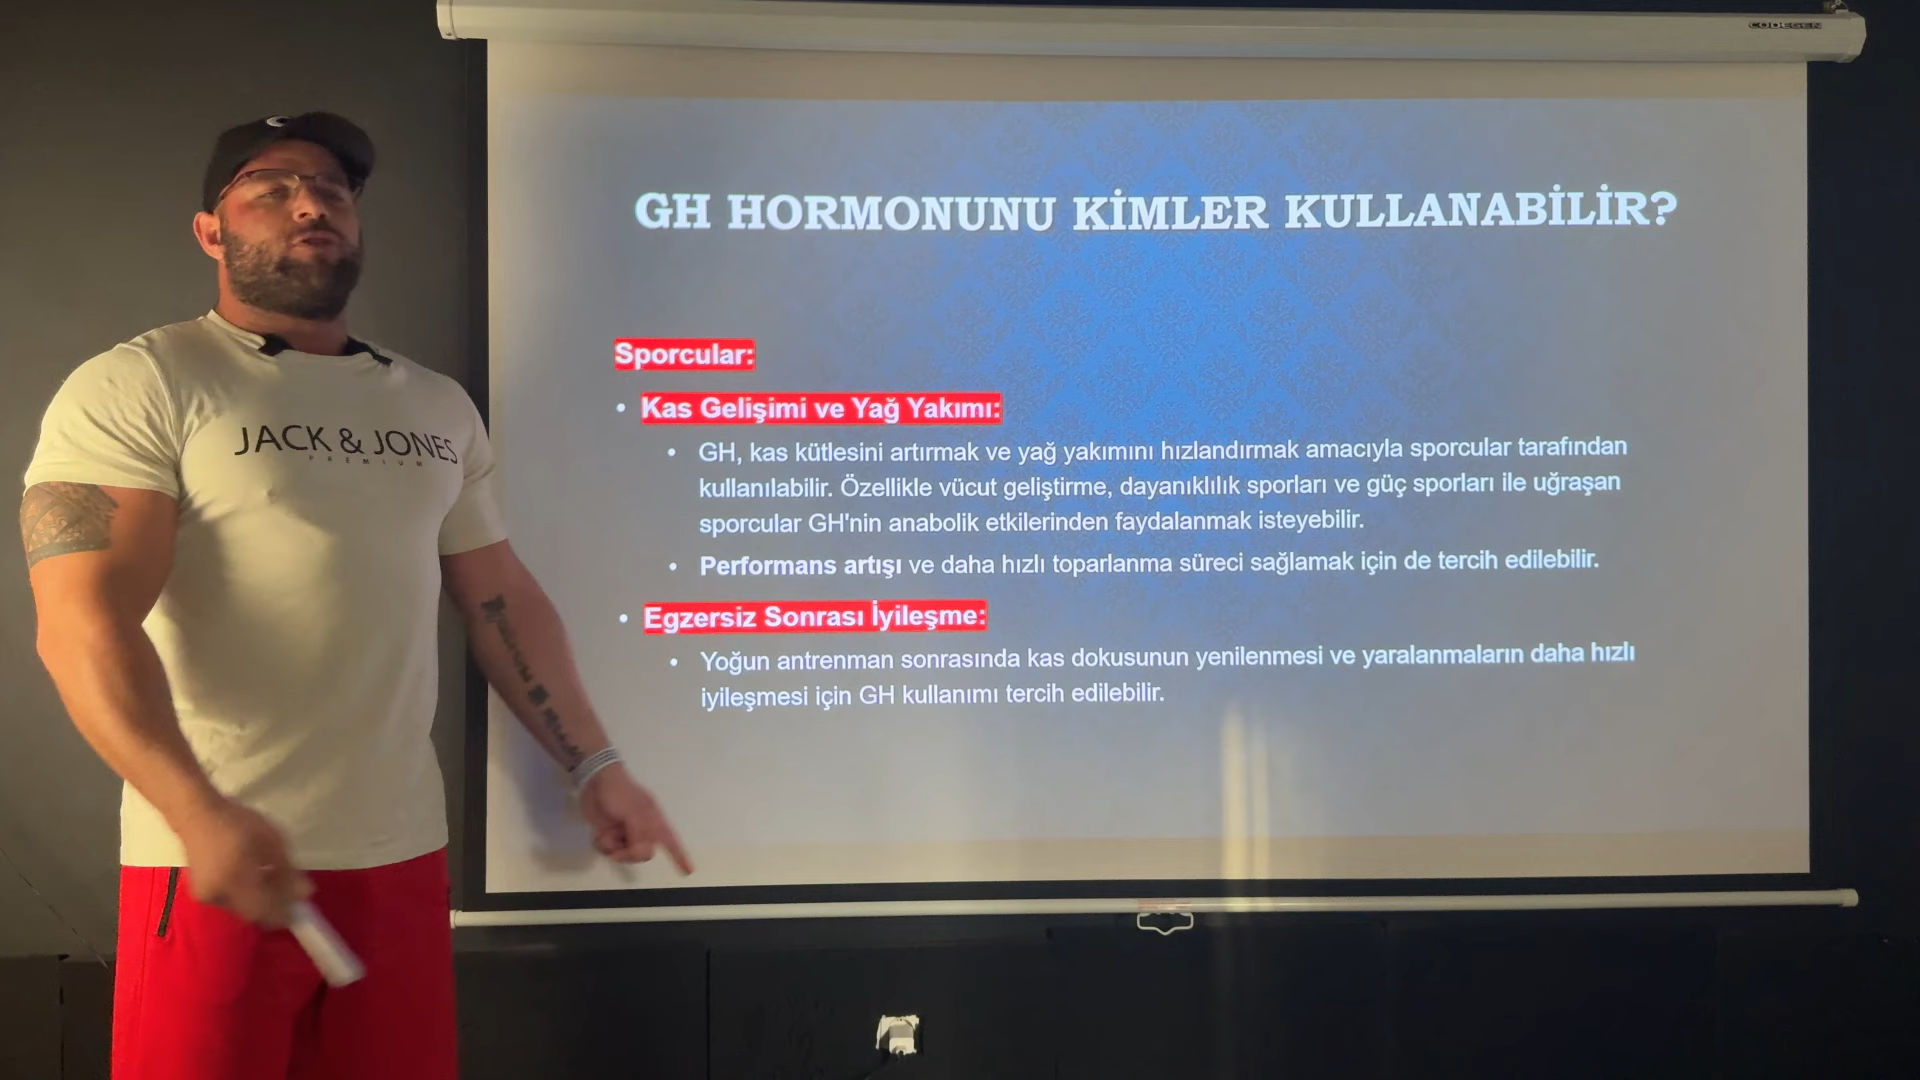 CODEGEN
GH HORMONUNU KİMLER KULLANABİLİR?
Sporcular:
• Kas Gelişimi ve Yağ Yakımı:
• GH, kas kütlesini artırmak ve yağ yakımını hızlandırmak amacıyla sporcular tarafından
kullanılabilir. Özellikle vücut geliştirme, dayanıklılık sporları ve güç sporları ile uğraşan
sporcular GH'nin anabolik etkilerinden faydalanmak isteyebilir.
• Performans artışı ve daha hızlı toparlanma süreci sağlamak için de tercih edilebilir.
• Egzersiz Sonrası İyileşme:
• Yoğun antrenman sonrasında kas dokusunun yenilenmesi ve yaralanmaların daha hızlı
iyileşmesi için GH kullanımı tercih edilebilir.
JACK & JONES
PREMIUM